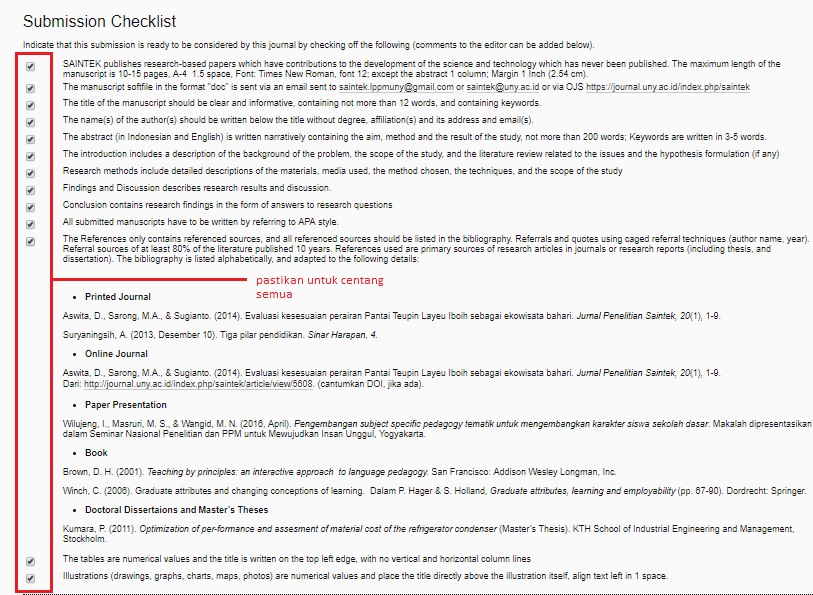 Submission Checklist
Indicate that this submission is ready to be considered by this journal by checking off the following (comments to the editor can be added below).
SAINTEK publishes research-based papers which have contributions to the development of the science and technology which has never been published. The maximum length of the
manuscript is 10-15 pages, A-4 1.5 space, Font: Times New Roman, font 12; except the abstract 1 column; Margin 1 Inch (2.54 cm).
The manuscript softfile in the format "doc" is sent via an email sent to saintek.lppmuny@gmail.com or saintek@uny.ac.id or via OJS https://journal.uny.ac.id/index.php/saintek
The title of the manuscript should be clear and informative, containing not more than 12 words, and containing keywords.
The name(s) of the author(s) should be written below the title without degree, affiliation(s) and its address and email(s).
The abstract (in Indonesian and English) is written narratively containing the aim, method and the result of the study, not more than 200 words; Keywords are written in 3-5 words.
The introduction includes a description of the background of the problem, the scope of the study, and the literature review related to the issues and the hypothesis formulation (if any)
Research methods include detailed descriptions of the materials, media used, the method chosen, the techniques, and the scope of the study
Findings and Discussion describes research results and discussion.
Conclusion contains research findings in the form of answers to research questions
All submitted manuscripts have to be written by referring to APA style.
The References only contains referenced sources, and all referenced sources should be listed in the bibliography. Referrals and quotes using caged referral techniques (author name, year).
Referral sources of at least 80% of the literature published 10 years. References used are primary sources of research articles in journals or research reports (including thesis, and
dissertation). The bibliography is listed alphabetically, and adapted to the following details:
pastikan untuk centang
semua
• Printed Journal
Aswita, D., Sarong, M.A., & Sugianto. (2014). Evaluasi kesesuaian perairan Pantai Teupin Layeu Iboih sebagai ekowisata bahari. Jurnal Penelitian Saintek, 20(1), 1-9.
Suryaningsih, A. (2013, Desember 10). Tiga pilar pendidikan. Sinar Harapan, 4.
• Online Journal
Aswita, D., Sarong, M.A., & Sugianto. (2014). Evaluasi kesesuaian perairan Pantai Teupin Layeu Iboih sebagai ekowisata bahari. Jurnal Penelitian Saintek, 20(1), 1-9.
Dari: http://journal.uny.ac.id/index.php/saintek/article/view/5608. (cantumkan DOI, jika ada).
• Paper Presentation
Wilujeng, I., Masruri, M. S., & Wangid, M. N. (2016, April). Pengembangan subject specific pedagogy tematik untuk mengembangkan karakter siswa sekolah dasar. Makalah dipresentasikan
dalam Seminar Nasional Penelitian dan PPM untuk Mewujudkan Insan Unggul, Yogyakarta.
• Book
Brown, D. H. (2001). Teaching by principles: an interactive approach to language pedagogy. San Francisco: Addison Wesley Longman, Inc.
Winch, C. (2006). Graduate attributes and changing conceptions of learning. Dalam P. Hager & S. Holland, Graduate attributes, learning and employability (pp. 67-90). Dordrecht: Springer.
• Doctoral Dissertaions and Master's Theses
Kumara, P. (2011). Optimization of per-formance and assesment of material cost of the refrigerator condenser (Master's Thesis). KTH School of Industrial Engineering and Management,
Stockholm.
The tables are numerical values and the title is written on the top left edge, with no vertical and horizontal column lines
Illustrations (drawings, graphs, charts, maps, photos) are numerical values and place the title directly above the illustration itself, align text left in 1 space.